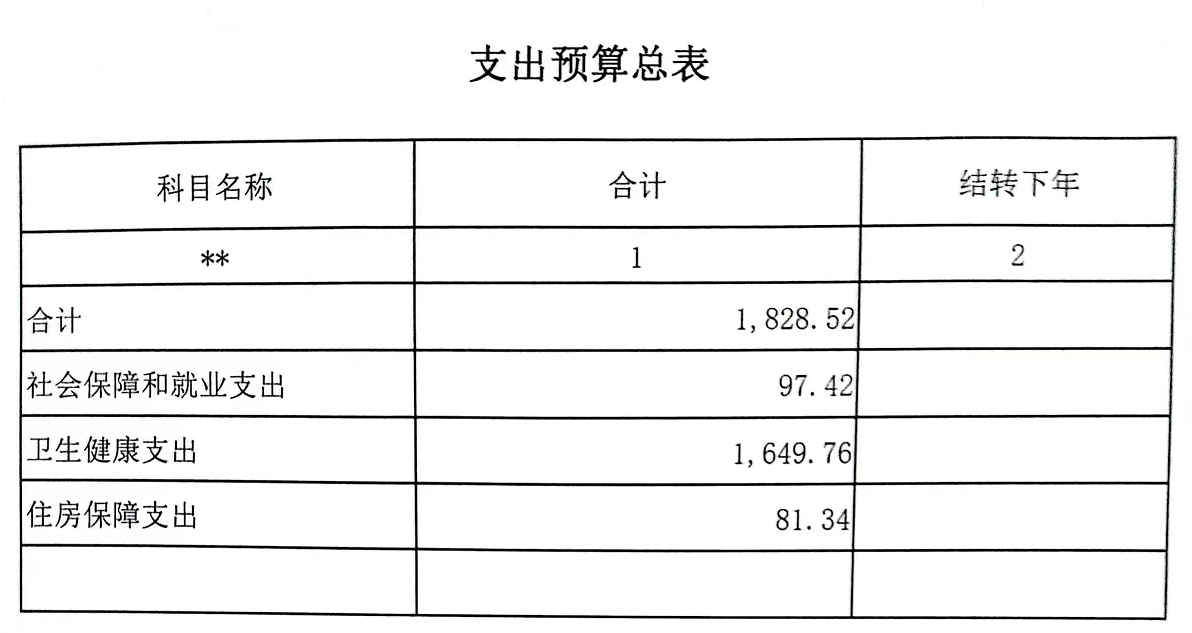 支出预算总表
科目名称 合计 结转下年
** 1 2
合计 1,828.52
社会保障和就业支出 97.42
卫生健康支出 1,649.76
住房保障支出 81.34